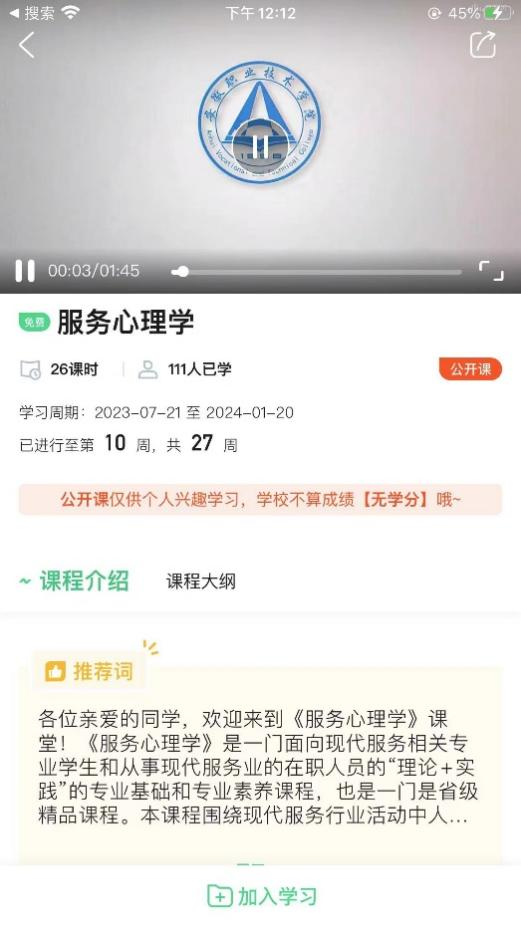 搜索
下午12:12
45%
安徽职业技术学院
00:03/01:45
免费
服务心理学
26课时
111人已学
公开课
学习周期：2023-07-21 至 2024-01-20
已进行至第 10 周，共 27 周
公开课仅供个人兴趣学习，学校不算成绩【无学分】哦~
~ 课程介绍
课程大纲
推荐词
各位亲爱的同学，欢迎来到《服务心理学》课
堂！《服务心理学》是一门面向现代服务相关专
业学生和从事现代服务业的在职人员的“理论+实
践”的专业基础和专业素养课程，也是一门是省级
精品课程。本课程围绕现代服务行业活动中人...
加入学习